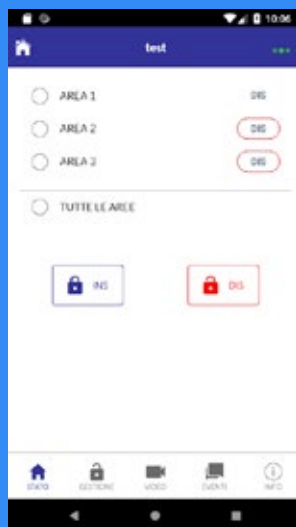 10:06
test
AREA 1 DIS
AREA 2 DIS
AREA 3 DIS
TUTTE LE AREE
INS DIS
STATO GESTIONE VIDEO EVENTI INFO